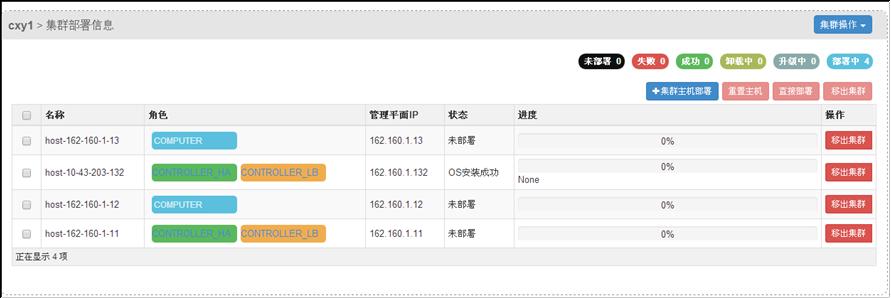 cxy1 > 集群部署信息 集群操作
未部署 0 失败 0 成功 0 卸载中 0 升级中 0 部署中 4
集群主机部署 重置主机 直接部署 移出集群
名称 角色 管理平面IP 状态 进度 操作
host-162-160-1-13 COMPUTER 162.160.1.13 未部署 0% 移出集群
host-10-43-203-132 CONTROLLER_HA CONTROLLER_LB 162.160.1.132 OS安装成功 0% 移出集群
None
host-162-160-1-12 COMPUTER 162.160.1.12 未部署 0% 移出集群
host-162-160-1-11 CONTROLLER_HA CONTROLLER_LB 162.160.1.11 未部署 0% 移出集群
正在显示 4 项